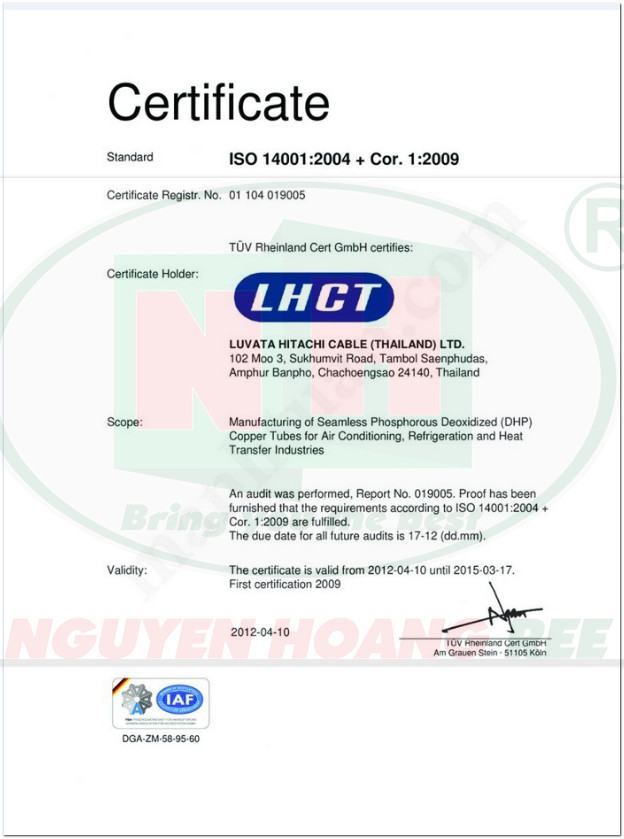 Certificate
Standard ISO 14001:2004 + Cor. 1:2009
Certificate Registr. No. 01 104 019005
TÜV Rheinland Cert GmbH certifies:
Certificate Holder:
LHCT
LUVATA HITACHI CABLE (THAILAND) LTD.
102 Moo 3, Sukhumvit Road, Tambol Saenphudas,
Amphur Banpho, Chachoengsao 24140, Thailand
Scope: Manufacturing of Seamless Phosphorous Deoxidized (DHP)
Copper Tubes for Air Conditioning, Refrigeration and Heat
Transfer Industries
An audit was performed, Report No. 019005. Proof has been
furnished that the requirements according to ISO 14001:2004 +
Cor. 1:2009 are fulfilled.
The due date for all future audits is 17-12 (dd.mm).
Validity: The certificate is valid from 2012-04-10 until 2015-03-17.
First certification 2009
2012-04-10
TÜV Rheinland Cert GmbH
Am Grauen Stein - 51105 Köln
NGUYEN HOANG
®
NH
IAF
DGA-ZM-58-95-60